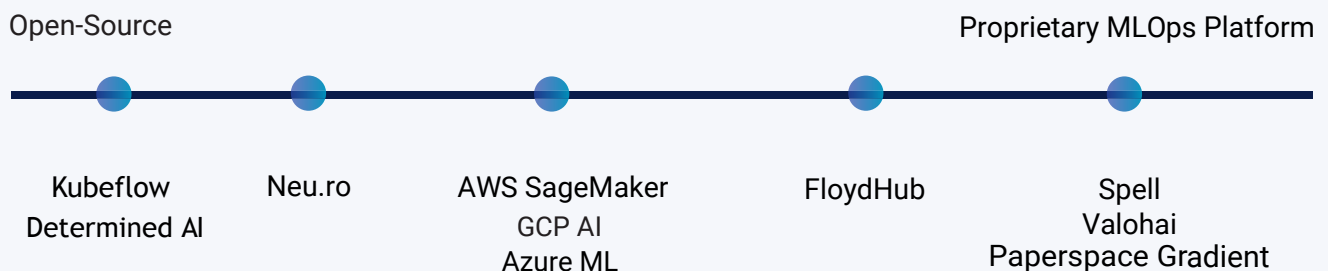 Open-Source
Proprietary MLOps Platform
Kubeflow
Determined AI
Neu.ro
AWS SageMaker
GCP AI
Azure ML
FloydHub
Spell
Valohai
Paperspace Gradient